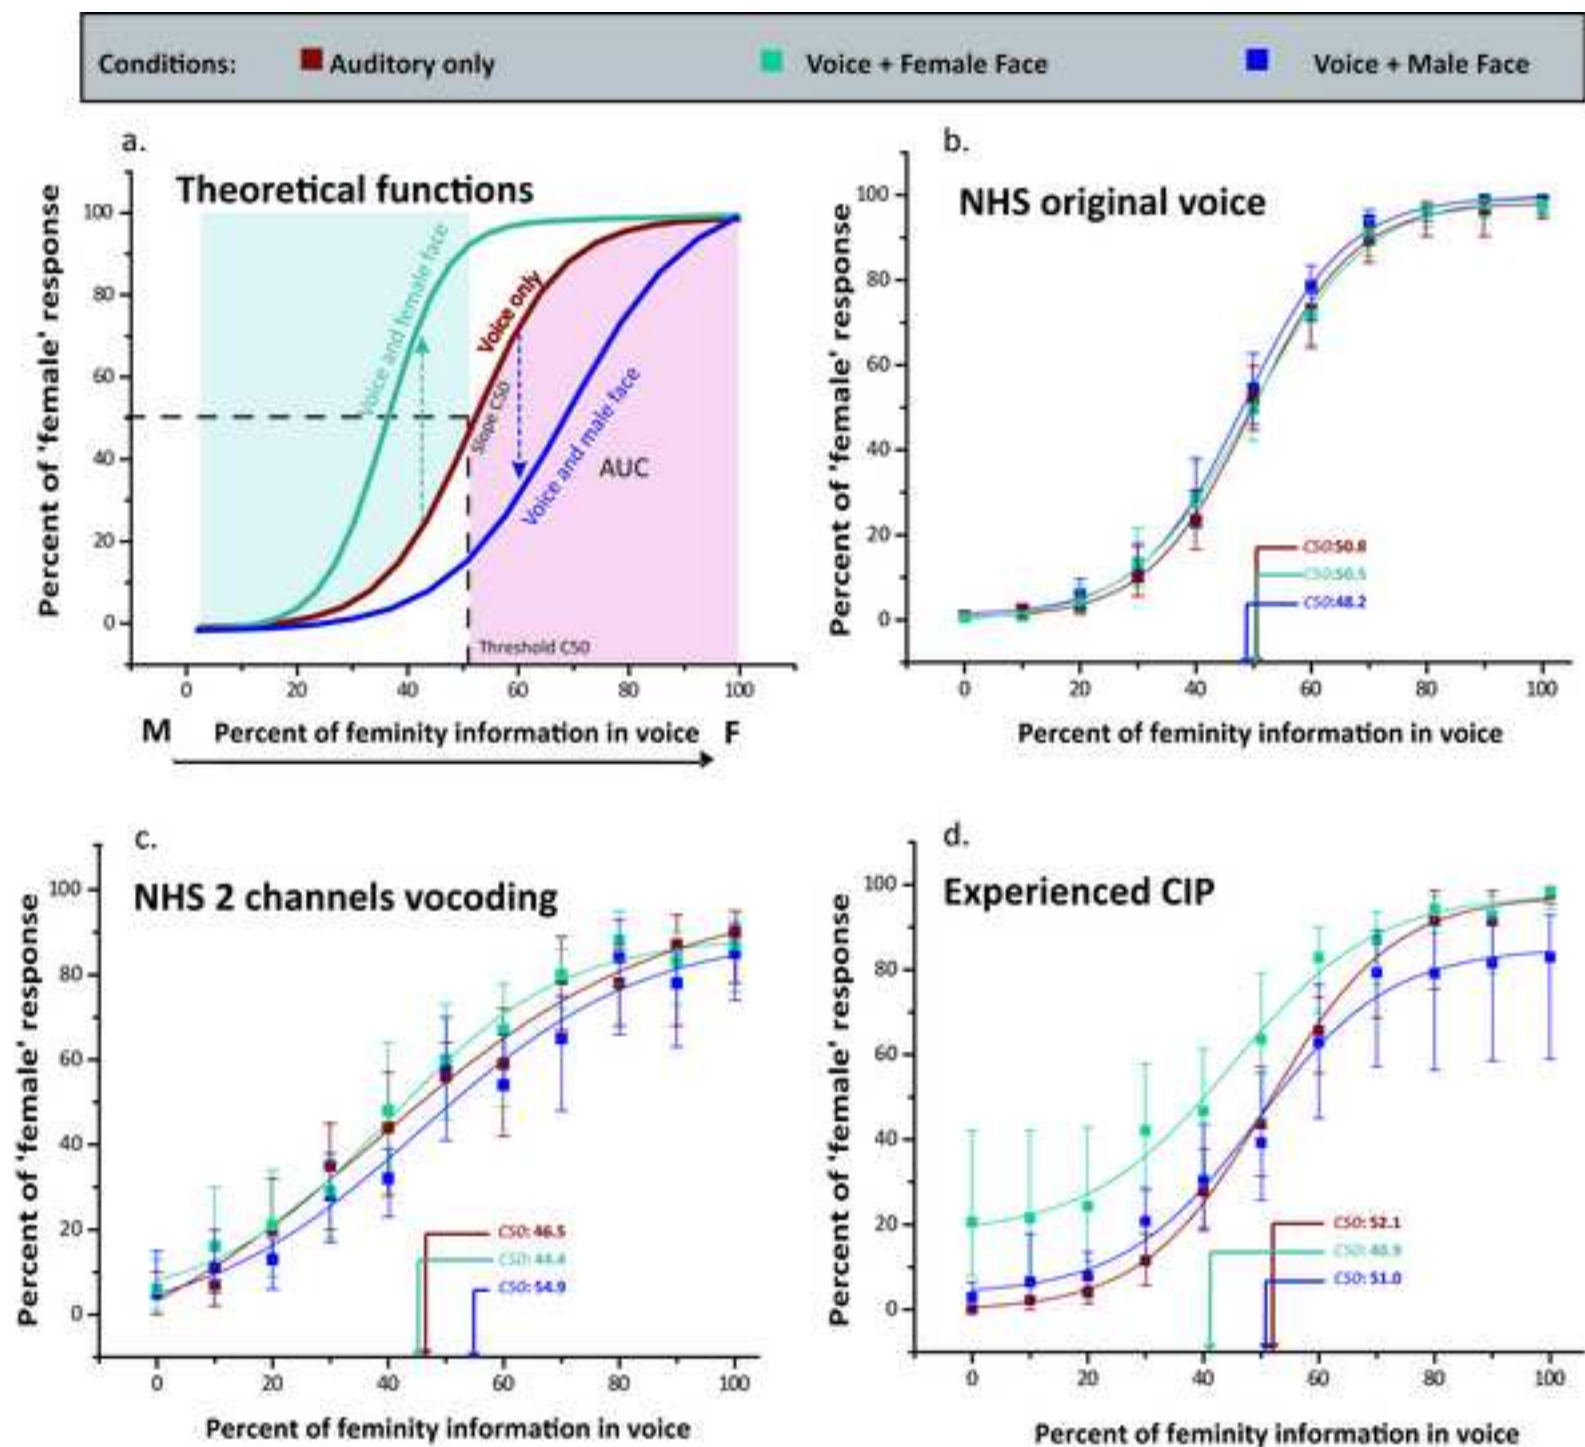 Conditions: Auditory only Voice + Female Face Voice + Male Face
a.
Theoretical functions
Percent of 'female' response
100
80
60
40
20
0
Voice and female face
Voice only
Slope C50
Voice and male face
AUC
Threshold C50
0 20 40 60 80 100
M Percent of feminity information in voice F
b.
NHS original voice
Percent of 'female' response
100
80
60
40
20
0
C50:50.8
C50:50.5
C50:48.2
0 20 40 60 80 100
Percent of feminity information in voice
c.
NHS 2 channels vocoding
Percent of 'female' response
100
80
60
40
20
0
C50: 46.5
C50: 44.4
C50: 54.9
0 20 40 60 80 100
Percent of feminity information in voice
d.
Experienced CIP
Percent of 'female' response
100
80
60
40
20
0
C50: 52.1
C50: 40.9
C50: 51.0
0 20 40 60 80 100
Percent of feminity information in voice